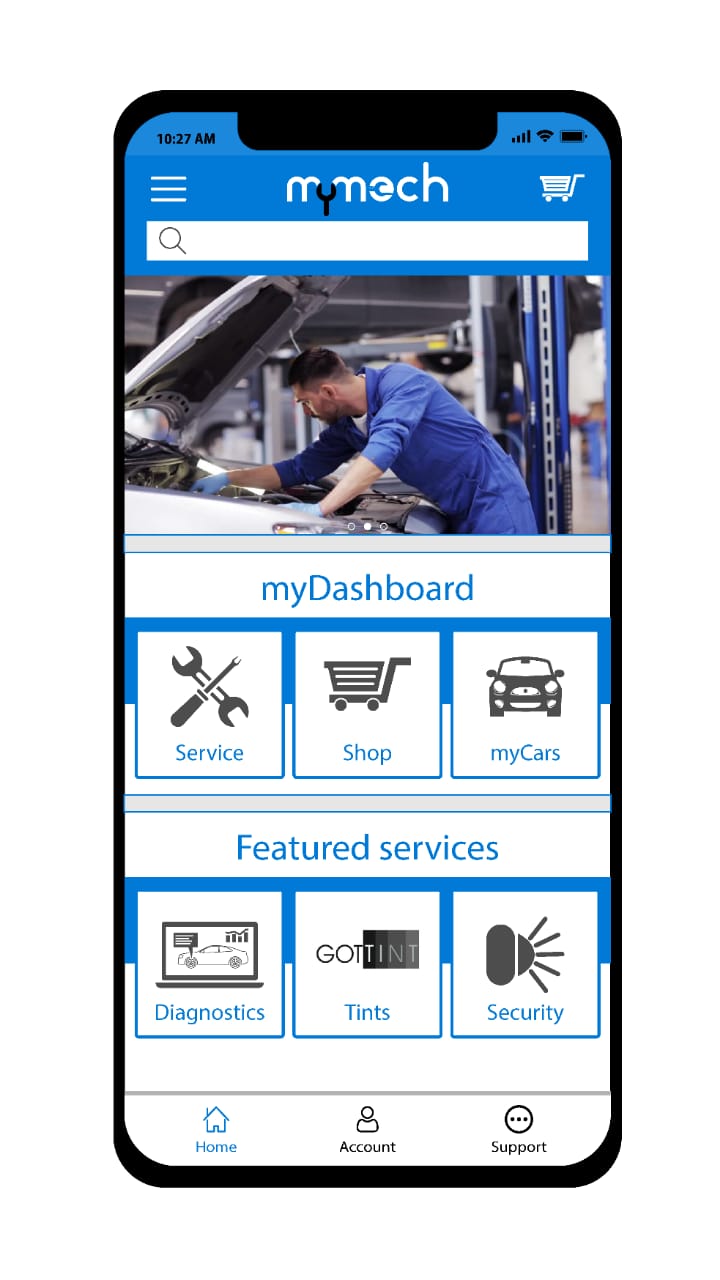 10:27 AM
mymech
myDashboard
Service Shop myCars
Featured services
GOTTINT
Diagnostics Tints Security
Home Account Support